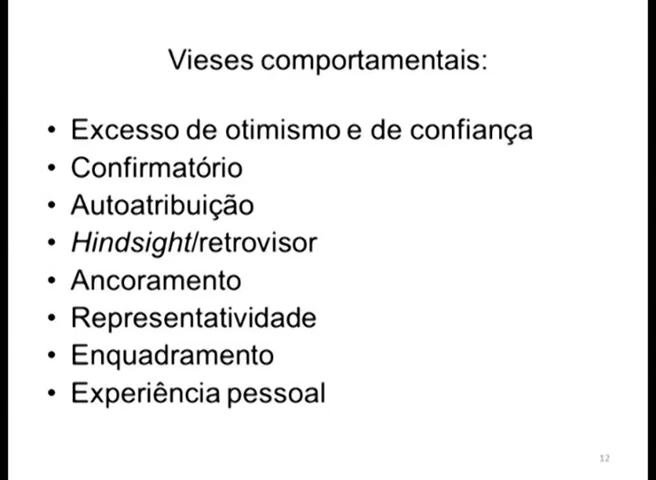 Vieses comportamentais:
• Excesso de otimismo e de confiança
• Confirmatório
• Autoatribuição
• Hindsight/retrovisor
• Ancoramento
• Representatividade
• Enquadramento
• Experiência pessoal
12